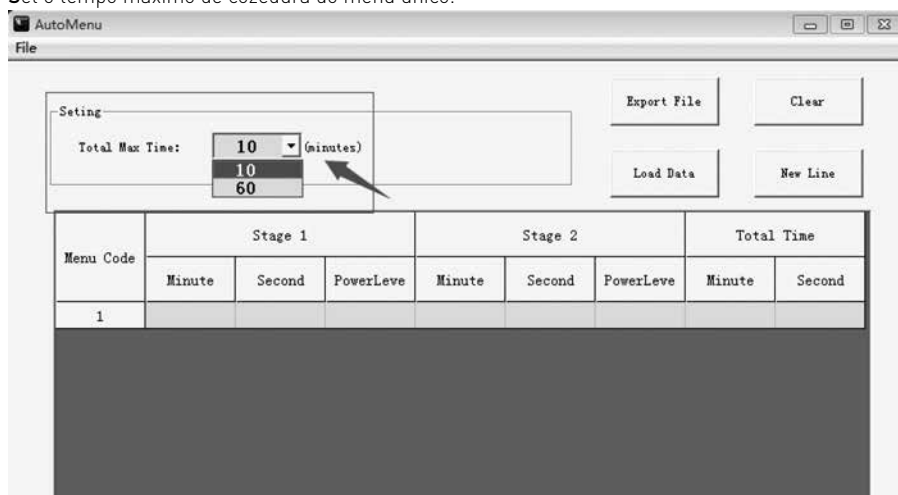 Set o tempo máximo de cozedura do menu único.
AutoMenu
File
Seting
Total Max Time: 10 (minutes)
10
60
Export File
Clear
Load Data
New Line
Menu Code
Stage 1
Stage 2
Total Time
Minute
Second
PowerLeve
Minute
Second
PowerLeve
Minute
Second
1